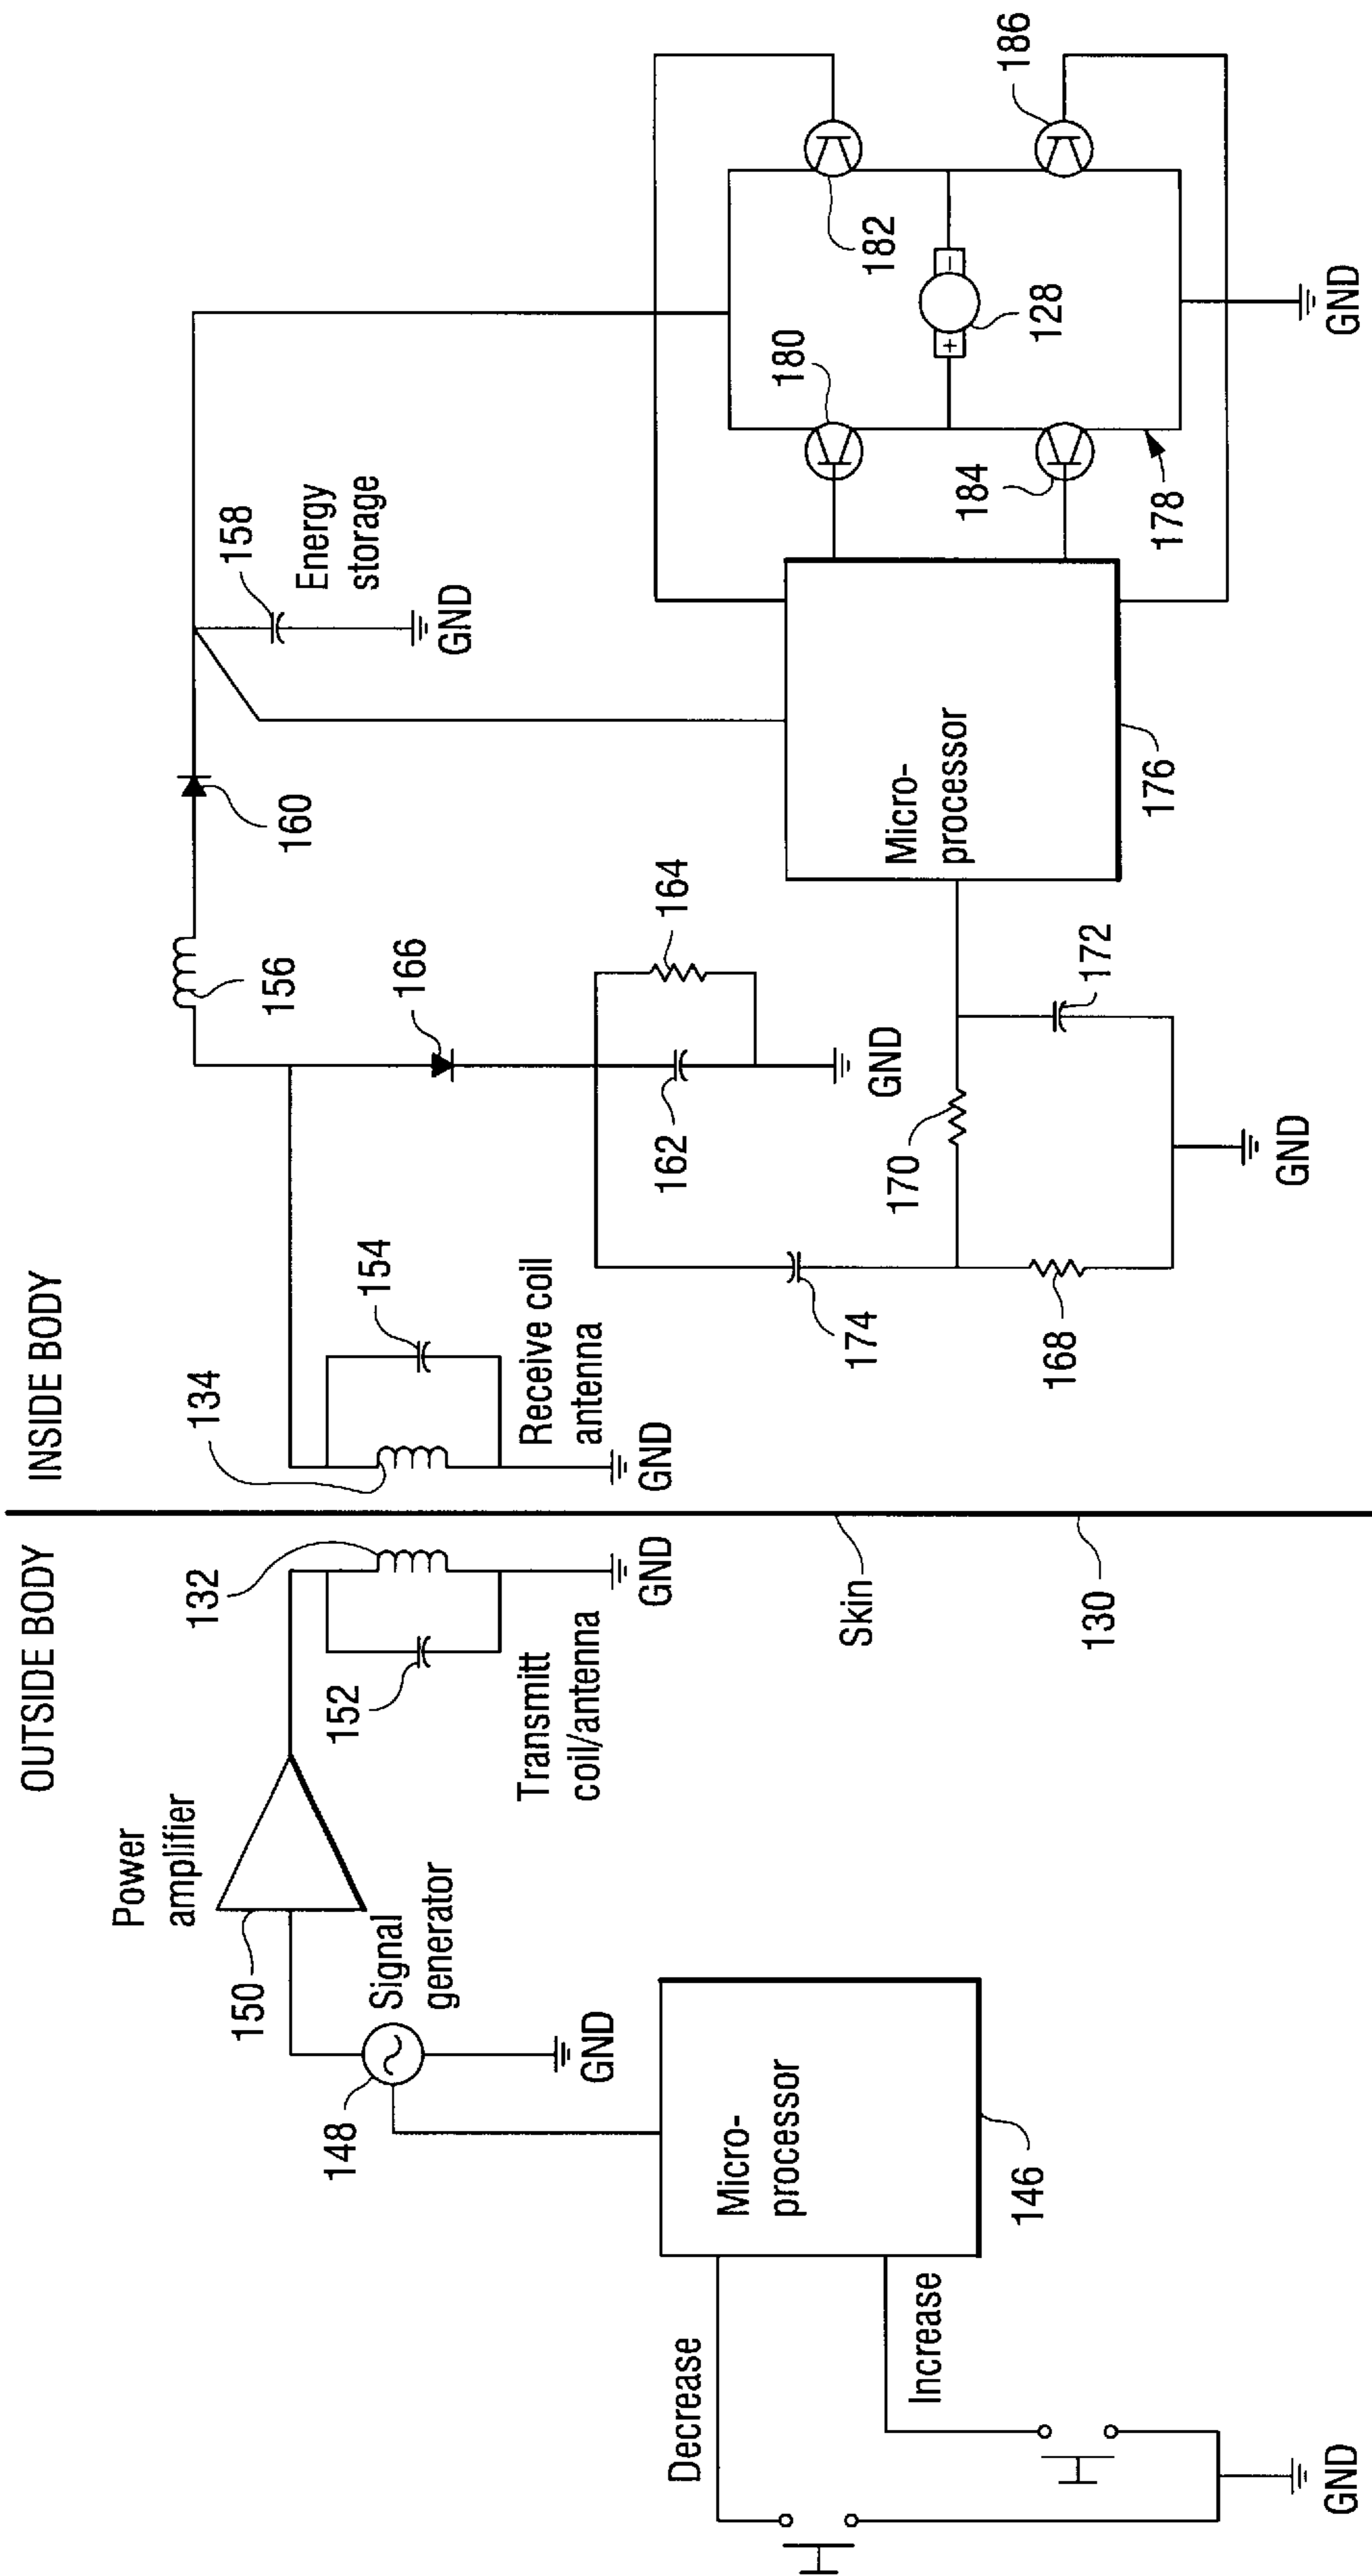 OUTSIDE BODY
INSIDE BODY
Power
amplifier
150
Signal
generator
148
GND
132
152
Transmitt
coil/antenna
GND
Micro-
processor
146
Decrease
Increase
GND
Skin
130
134
154
Receive coil
antenna
GND
156
160
158
Energy
storage
GND
166
164
162
GND
174
170
172
168
GND
Micro-
processor
176
180
182
184
186
+
−
128
178
GND